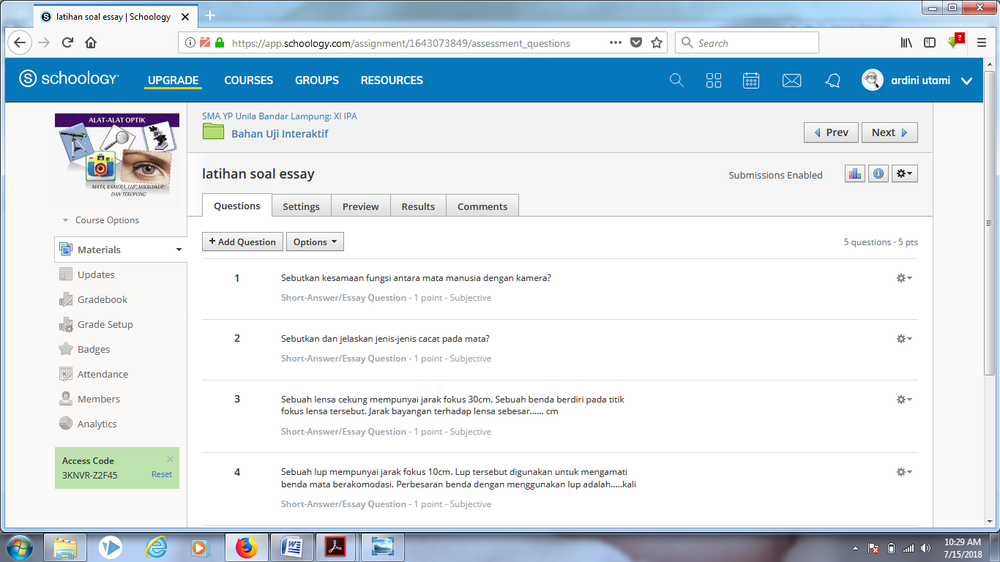 latihan soal essay | Schoology
https://app.schoology.com/assignment/1643073849/assessment_questions
Search
S schoology
UPGRADE
COURSES
GROUPS
RESOURCES
ardini utami
ALAT-ALAT OPTIK
MATA, KAMERA, LUP, MIKROSKOP,
DAN TEROPONG
OPTIK
SMA YP Unila Bandar Lampung: XI IPA
Bahan Uji Interaktif
Prev
Next
latihan soal essay
Submissions Enabled
Course Options
Questions
Settings
Preview
Results
Comments
Materials
Updates
Gradebook
Grade Setup
Badges
Attendance
Members
Analytics
Access Code
3KNVR-Z2F45
Reset
+ Add Question
Options
5 questions · 5 pts
1
Sebutkan kesamaan fungsi antara mata manusia dengan kamera?
Short-Answer/Essay Question - 1 point - Subjective
2
Sebutkan dan jelaskan jenis-jenis cacat pada mata?
Short-Answer/Essay Question - 1 point - Subjective
3
Sebuah lensa cekung mempunyai jarak fokus 30cm. Sebuah benda berdiri pada titik
fokus lensa tersebut. Jarak bayangan terhadap lensa sebesar...... cm
Short-Answer/Essay Question - 1 point - Subjective
4
Sebuah lup mempunyai jarak fokus 10cm. Lup tersebut digunakan untuk mengamati
benda mata berakomodasi. Perbesaran benda dengan menggunakan lup adalah.....kali
Short-Answer/Essay Question - 1 point - Subjective
10:29 AM
7/15/2018